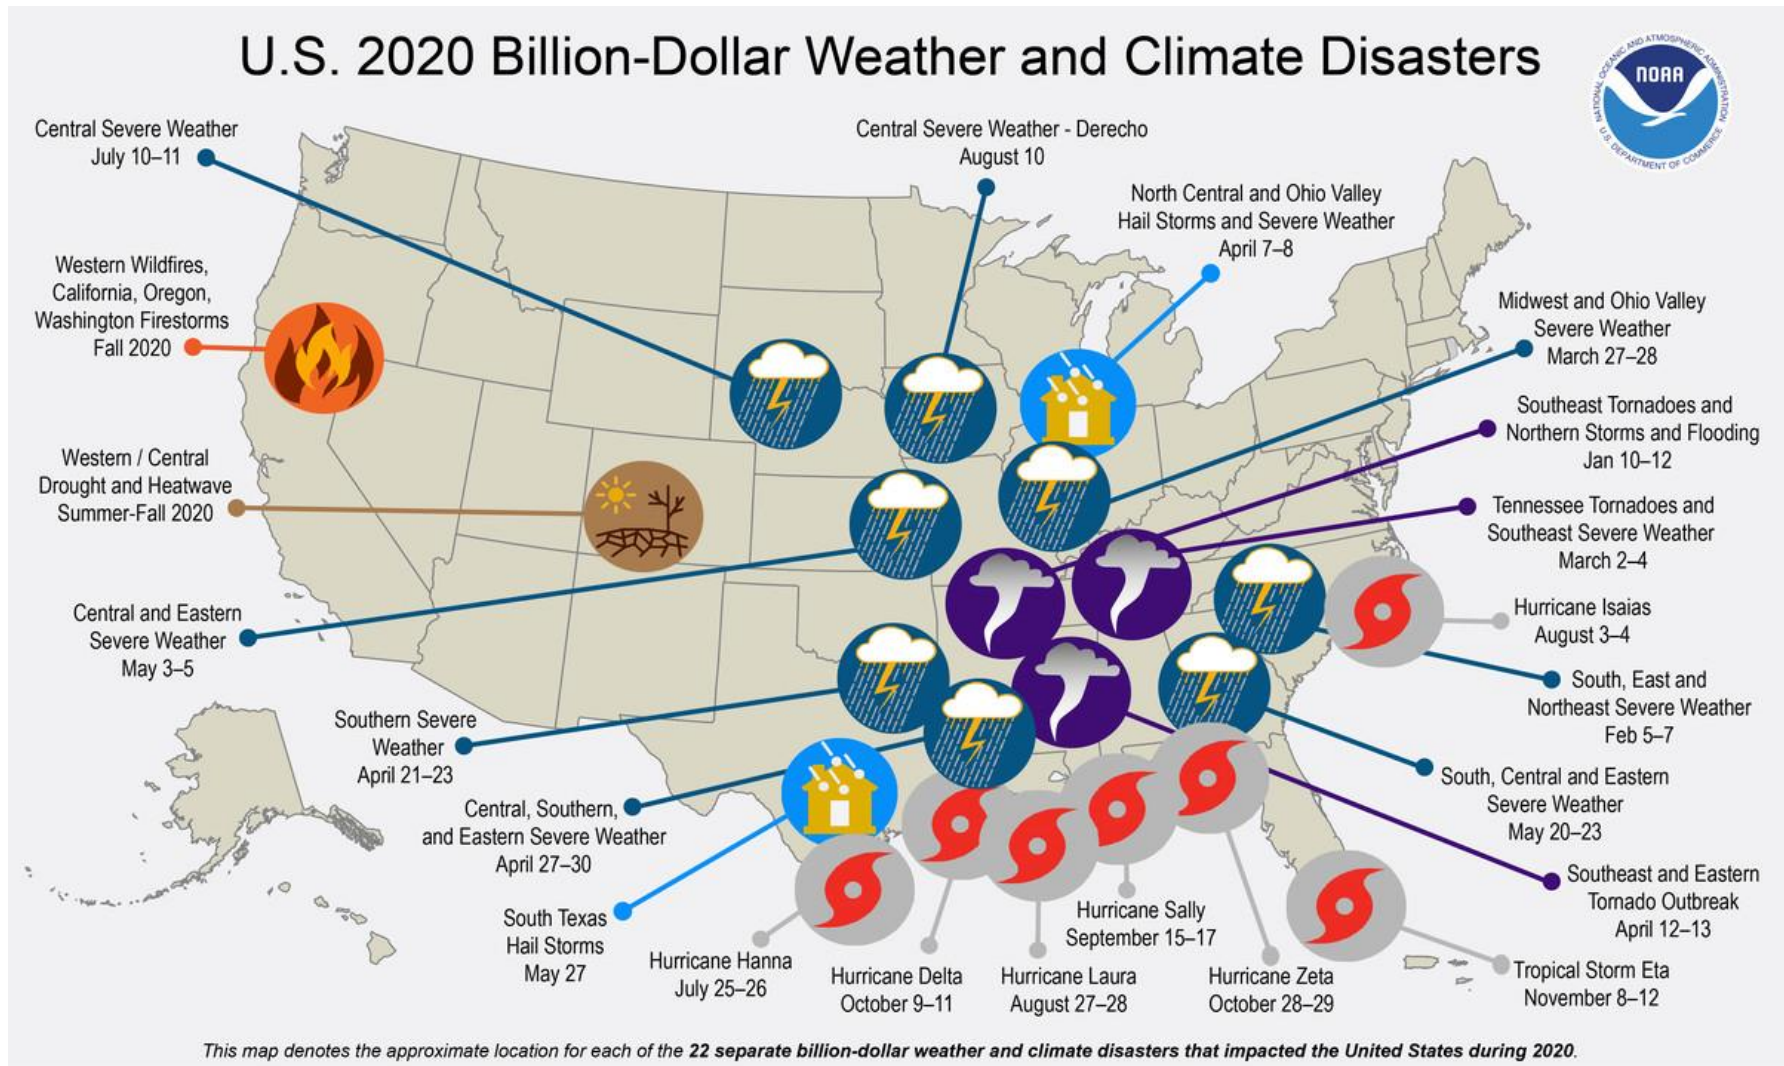 U.S. 2020 Billion-Dollar Weather and Climate Disasters
NATIONAL OCEANIC AND ATMOSPHERIC ADMINISTRATION
NOAA
U.S. DEPARTMENT OF COMMERCE
Central Severe Weather
July 10–11
Central Severe Weather - Derecho
August 10
North Central and Ohio Valley
Hail Storms and Severe Weather
April 7–8
Western Wildfires,
California, Oregon,
Washington Firestorms
Fall 2020
Midwest and Ohio Valley
Severe Weather
March 27–28
Southeast Tornadoes and
Northern Storms and Flooding
Jan 10–12
Western / Central
Drought and Heatwave
Summer-Fall 2020
Tennessee Tornadoes and
Southeast Severe Weather
March 2–4
Central and Eastern
Severe Weather
May 3–5
Hurricane Isaias
August 3–4
South, East and
Northeast Severe Weather
Feb 5–7
Southern Severe
Weather
April 21–23
South, Central and Eastern
Severe Weather
May 20–23
Central, Southern,
and Eastern Severe Weather
April 27–30
Southeast and Eastern
Tornado Outbreak
April 12–13
South Texas
Hail Storms
May 27
Hurricane Hanna
July 25–26
Hurricane Delta
October 9–11
Hurricane Laura
August 27–28
Hurricane Sally
September 15–17
Hurricane Zeta
October 28–29
Tropical Storm Eta
November 8–12
This map denotes the approximate location for each of the 22 separate billion-dollar weather and climate disasters that impacted the United States during 2020.